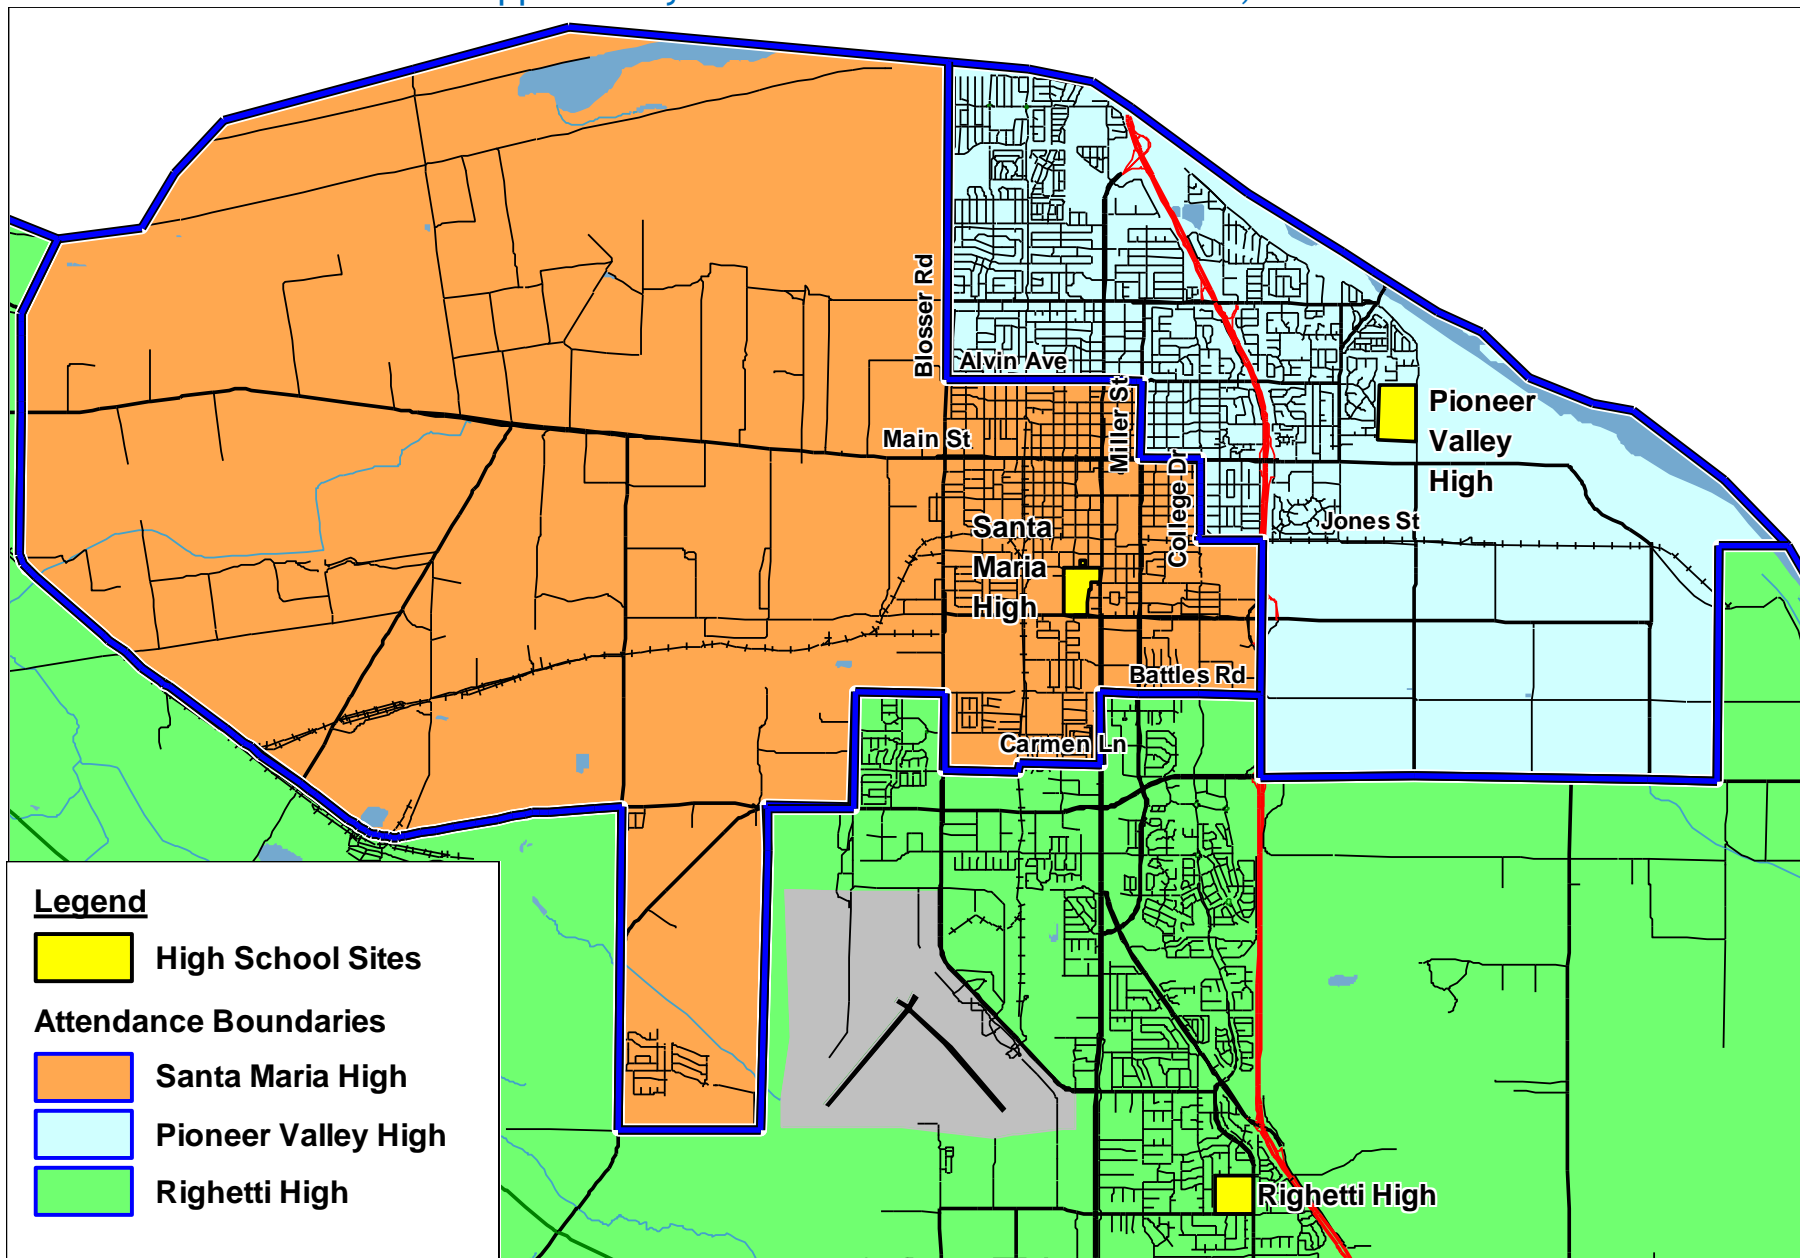 Blosser Rd
Alvin Ave
Miller St
Main St
College Dr
Pioneer
Valley
High
Jones St
Santa
Maria
High
Battles Rd
Carmen Ln
Righetti High
Legend
High School Sites
Attendance Boundaries
Santa Maria High
Pioneer Valley High
Righetti High